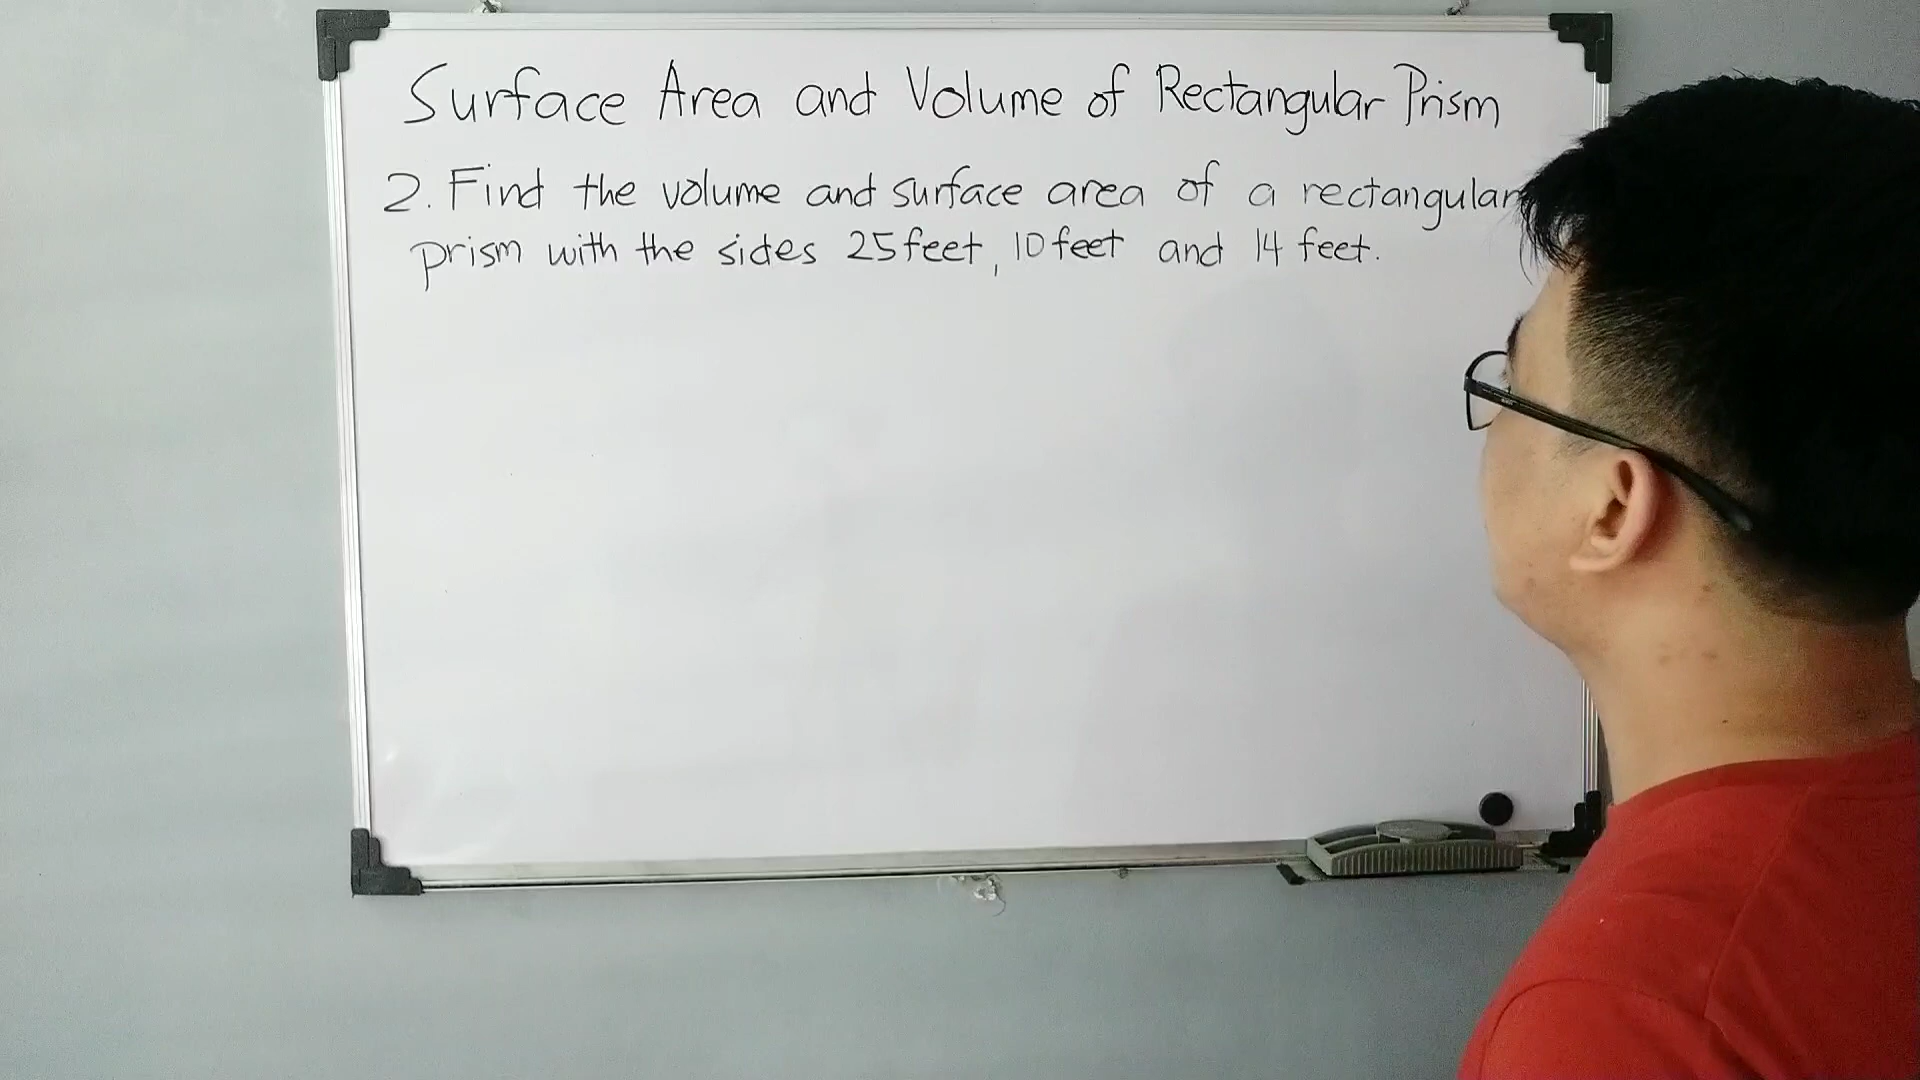 Surface Area and Volume of Rectangular Prism
2. Find the volume and surface area of a rectangular
prism with the sides 25 feet, 10 feet and 14 feet.